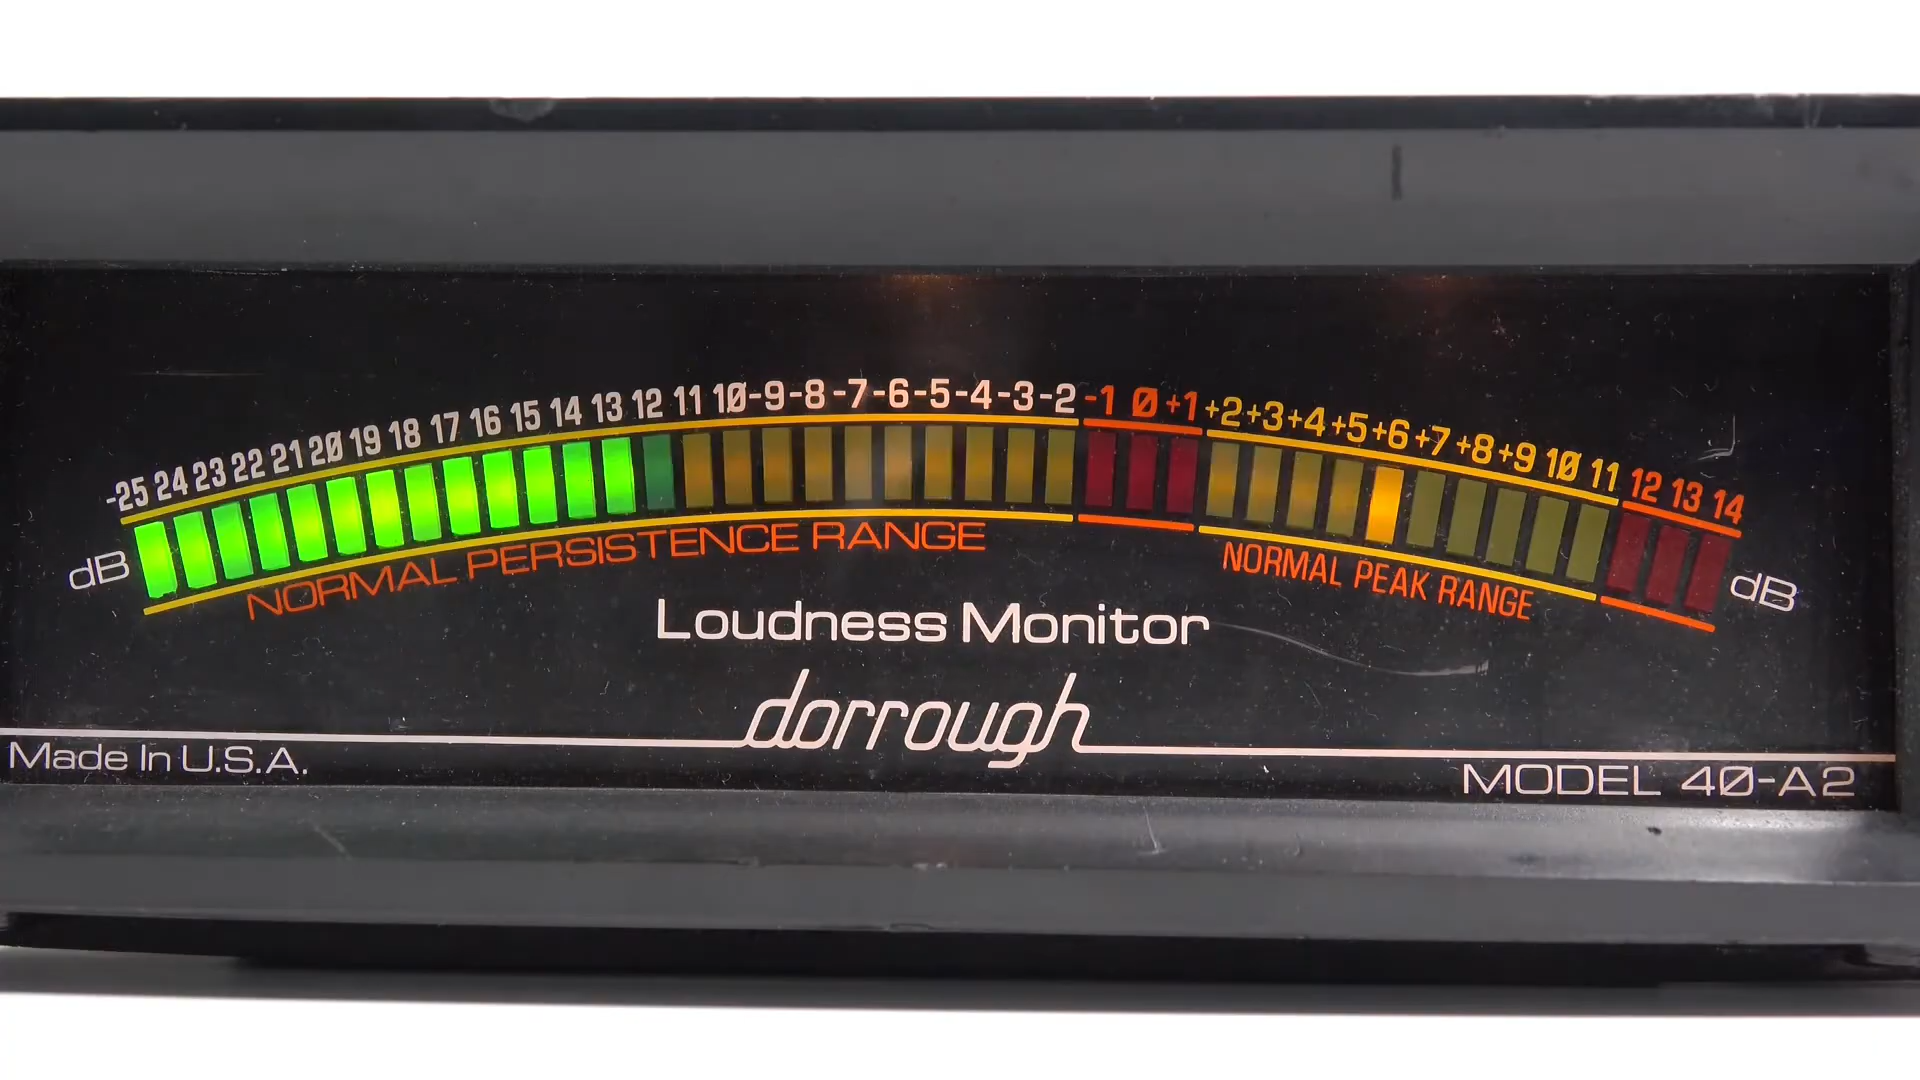 -25 24 23 22 21 20 19 18 17 16 15 14 13 12 11 10 -9 -8 -7 -6 -5 -4 -3 -2 -1 0 +1 +2 +3 +4 +5 +6 +7 +8 +9 10 11 12 13 14
dB dB
NORMAL PERSISTENCE RANGE
NORMAL PEAK RANGE
Loudness Monitor
dorrough
Made In U.S.A.
MODEL 40-A2